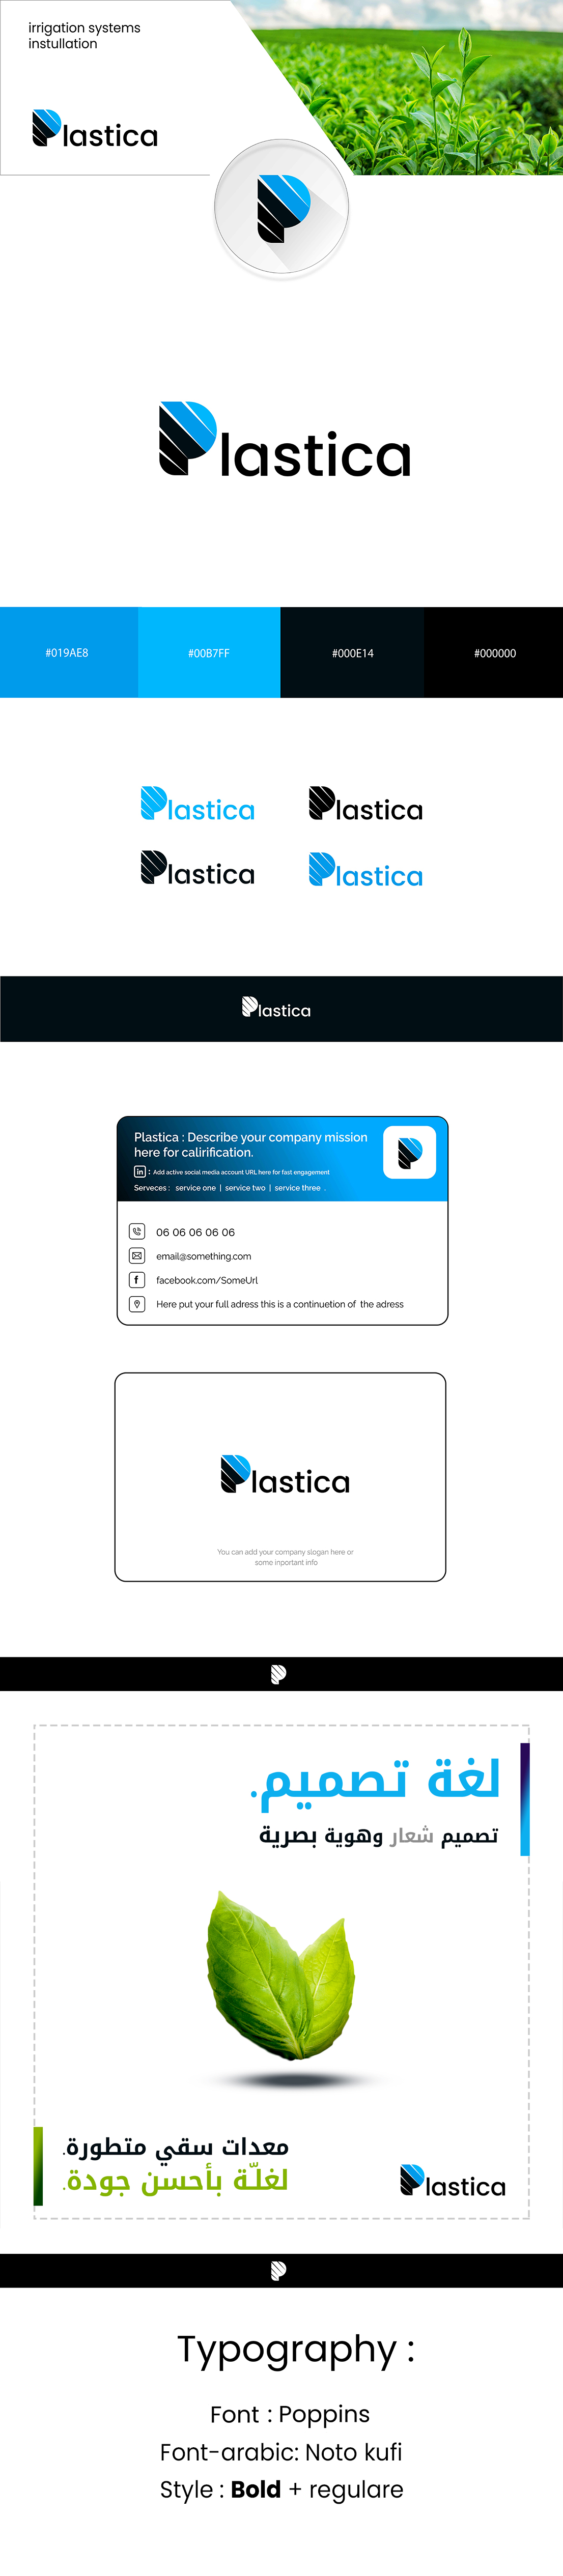 irrigation systems
instullation
Plastica
P
Plastica
#019AE8
#00B7FF
#000E14
#000000
Plastica
Plastica
Plastica
Plastica
Plastica
Plastica : Describe your company mission
here for calirification.
in : Add active social media account URL here for fast engagement
Serveces : service one | service two | service three .
P
06 06 06 06 06
email@something.com
facebook.com/SomeUrl
Here put your full adress this is a continuetion of the adress
Plastica
You can add your company slogan here or
some inportant info
P
لغة تصميم.
تصميم شعار وهوية بصرية
معدات سقي متطورة.
لغلّة بأحسن جودة.
Plastica
P
Typography :
Font : Poppins
Font-arabic: Noto kufi
Style : Bold + regulare